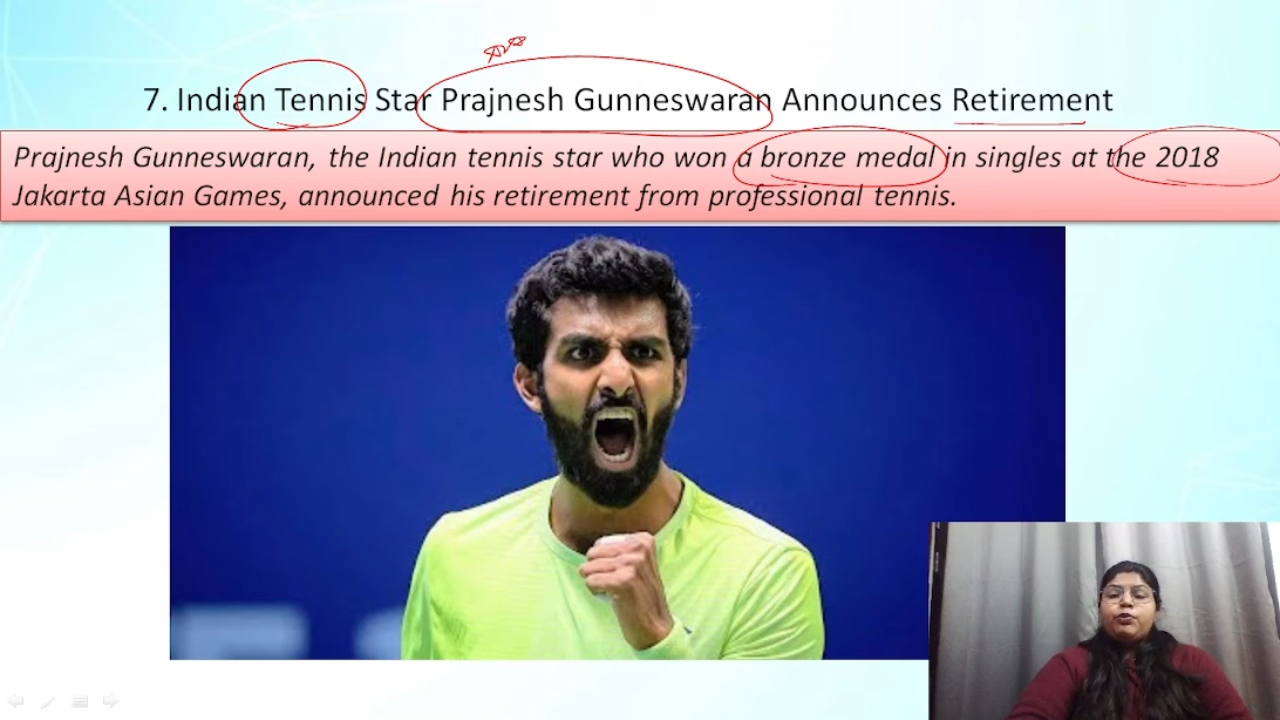 7. Indian Tennis Star Prajnesh Gunneswaran Announces Retirement
Prajnesh Gunneswaran, the Indian tennis star who won a bronze medal in singles at the 2018
Jakarta Asian Games, announced his retirement from professional tennis.